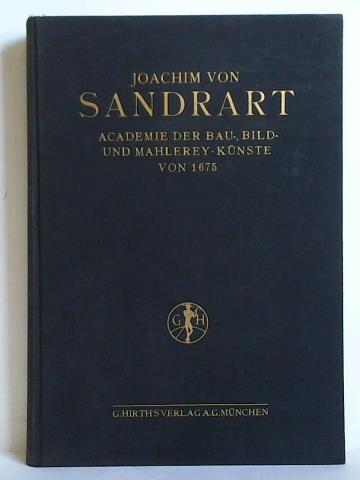 JOACHIM VON
SANDRART
ACADEMIE DER BAU-, BILD-
UND MAHLEREY-KÜNSTE
VON 1675
G H
G.HIRTH'S VERLAG A.G.MÜNCHEN